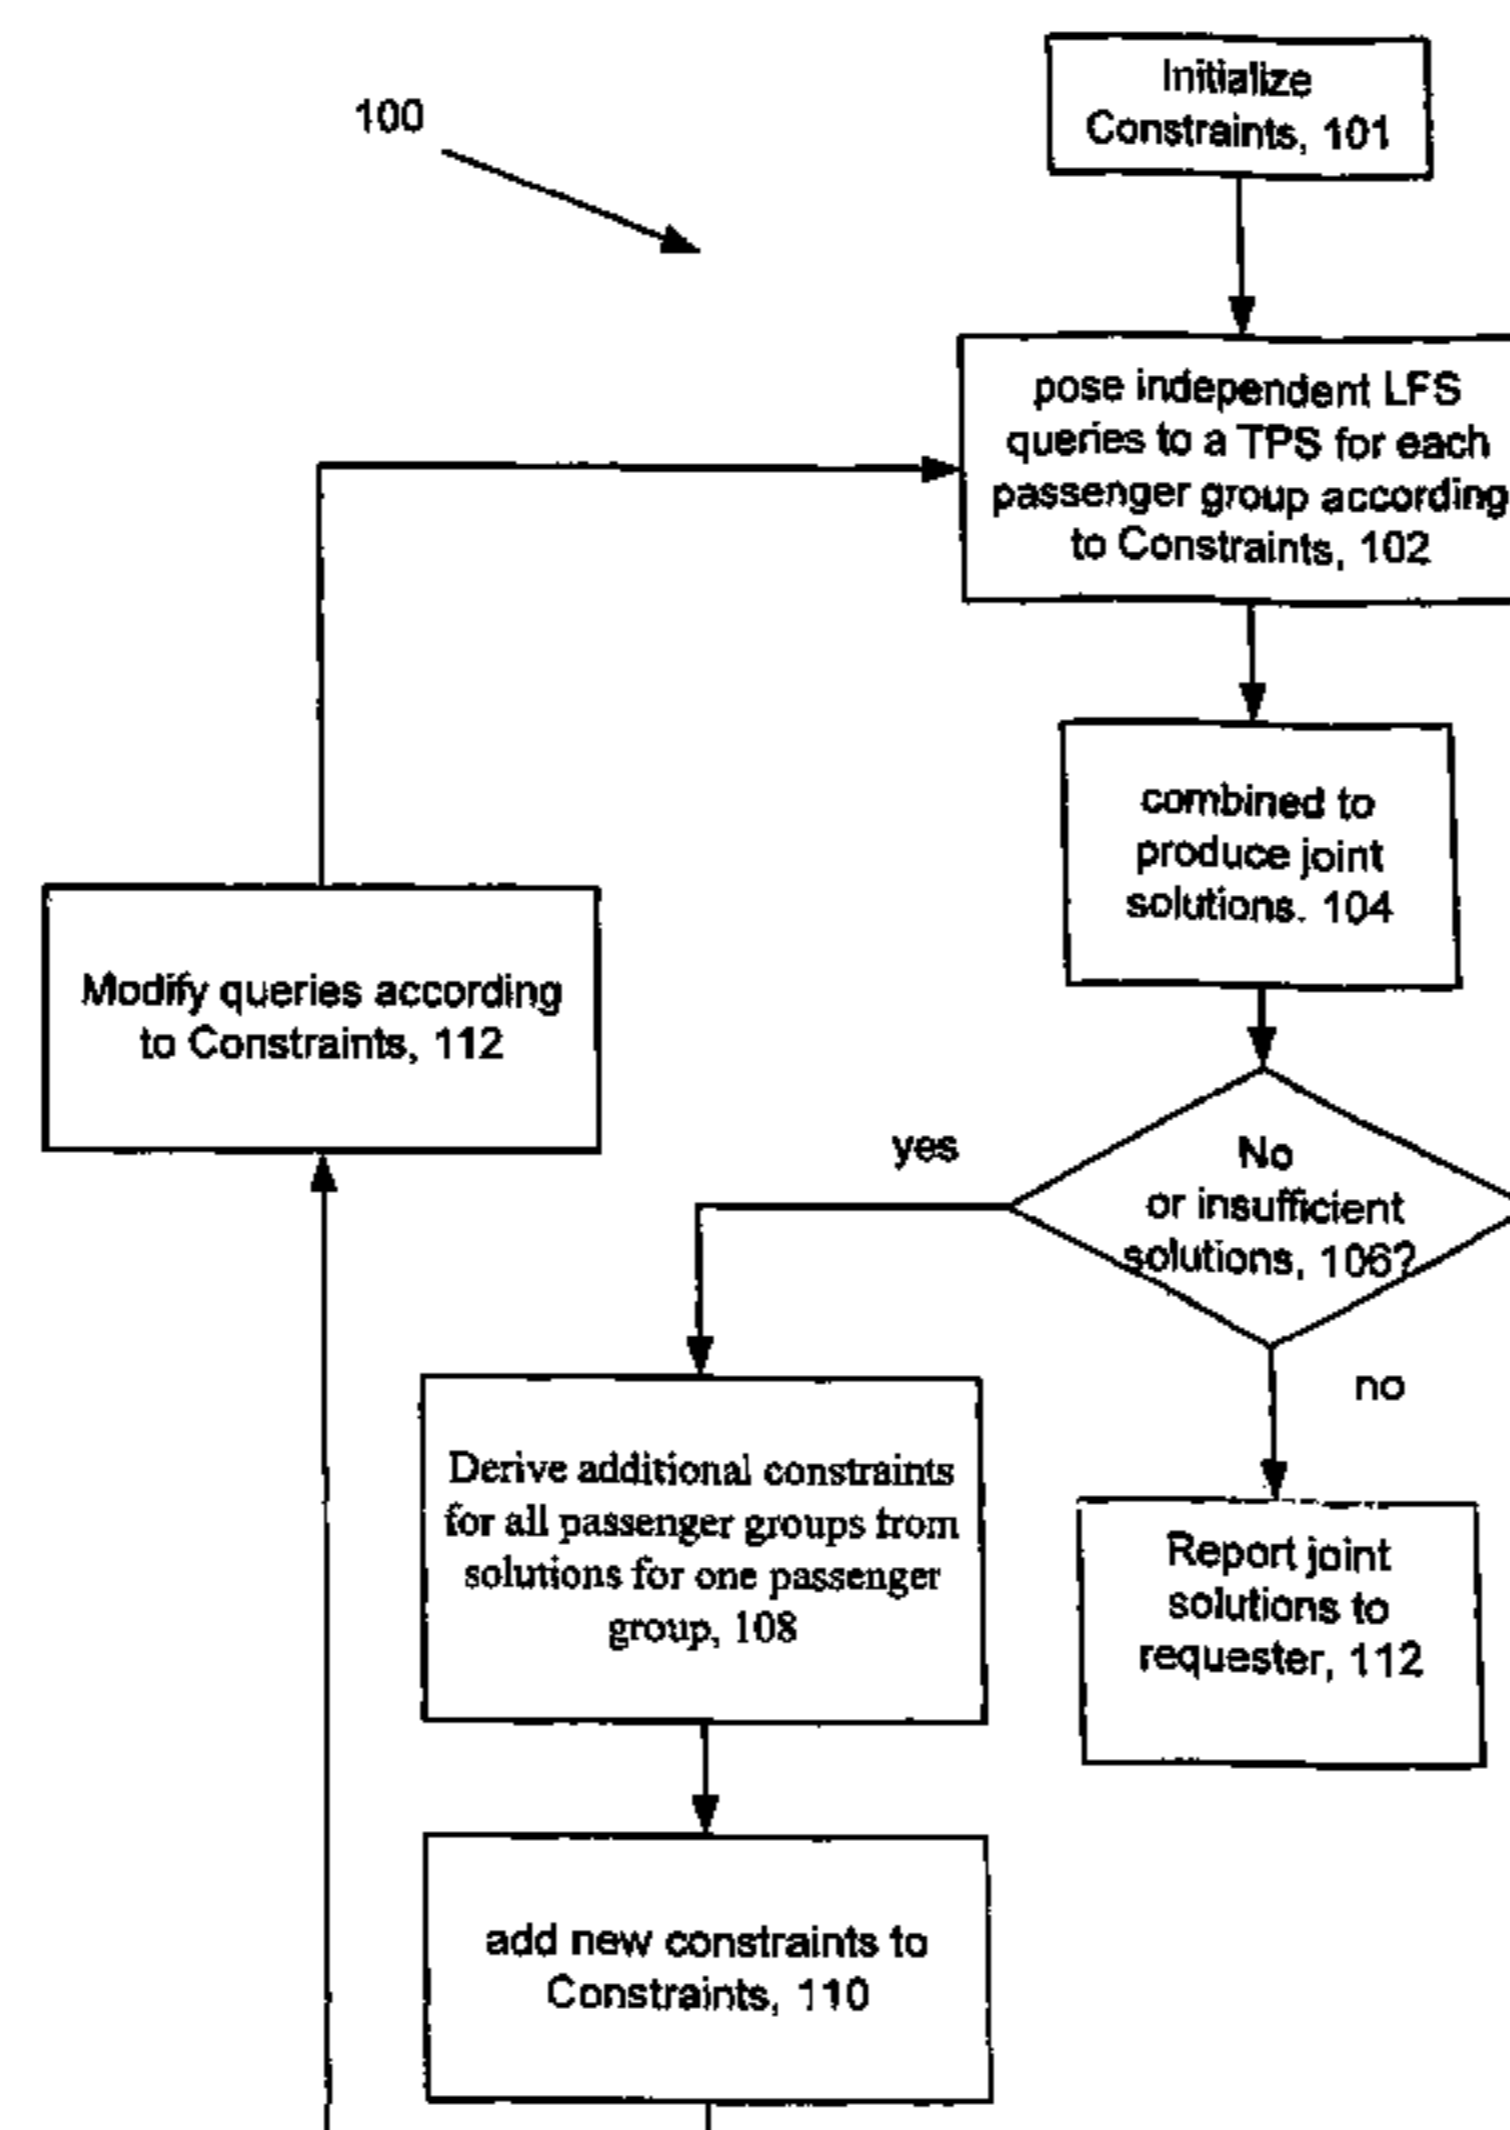 100
Initialize
Constraints, 101
pose independent LFS
queries to a TPS for each
passenger group according
to Constraints, 102
combined to
produce joint
solutions. 104
Modify queries according
to Constraints, 112
yes
No
or insufficient
solutions, 106?
no
Derive additional constraints
for all passenger groups from
solutions for one passenger
group, 108
Report joint
solutions to
requester, 112
add new constraints to
Constraints, 110